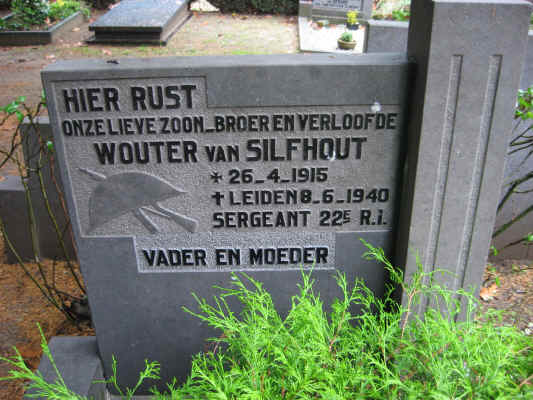 HIER RUST
ONZE LIEVE ZOON_BROER EN VERLOOFDE
WOUTER VAN SILFHOUT
* 26_4_1915
† LEIDEN 8_6_1940
SERGEANT 22E R.I.
VADER EN MOEDER